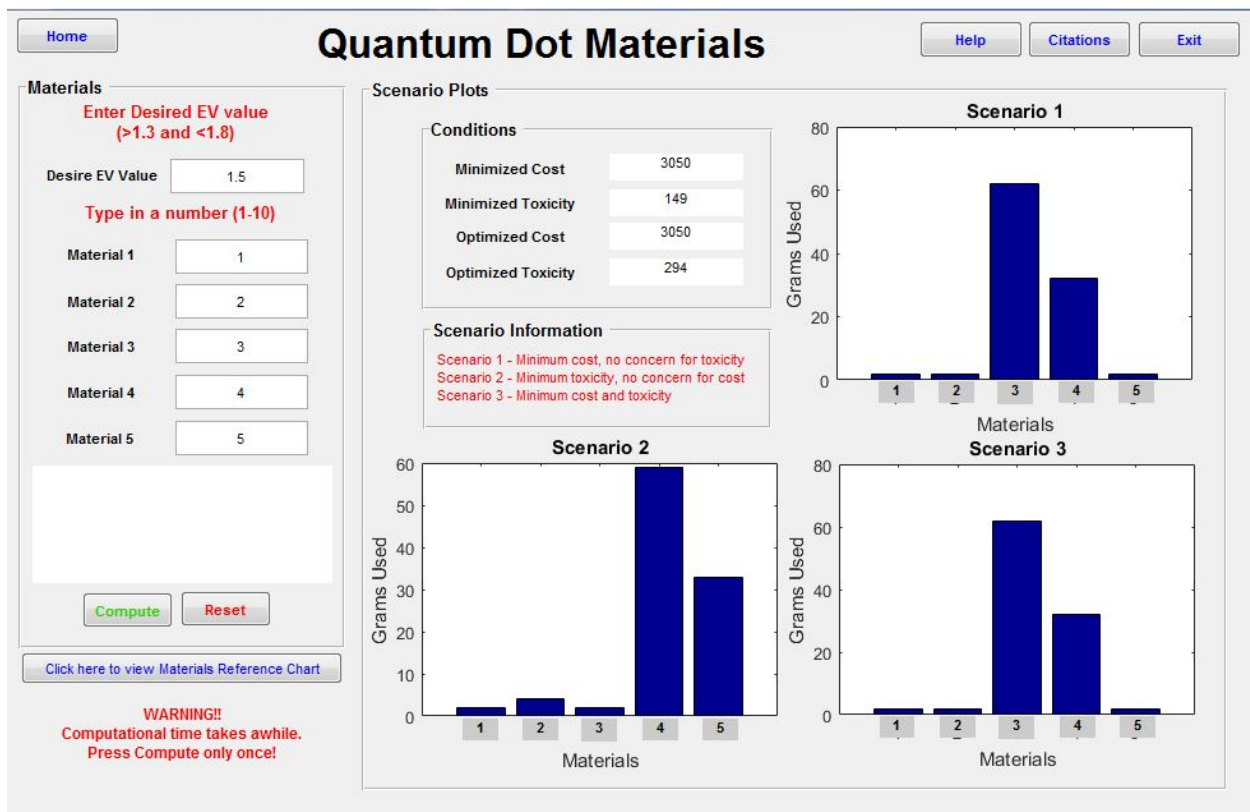 Home
Quantum Dot Materials
Help
Citations
Exit
Materials
Enter Desired EV value
(>1.3 and <1.8)
Desire EV Value
1.5
Type in a number (1-10)
Material 1
1
Material 2
2
Material 3
3
Material 4
4
Material 5
5
Compute
Reset
Click here to view Materials Reference Chart
WARNING!!
Computational time takes awhile.
Press Compute only once!
Scenario Plots
Conditions
Minimized Cost
3050
Minimized Toxicity
149
Optimized Cost
3050
Optimized Toxicity
294
Scenario Information
Scenario 1 - Minimum cost, no concern for toxicity
Scenario 2 - Minimum toxicity, no concern for cost
Scenario 3 - Minimum cost and toxicity
Scenario 1
80
60
40
20
0
Grams Used
1 2 3 4 5
Materials
Scenario 2
60
50
40
30
20
10
0
Grams Used
1 2 3 4 5
Materials
Scenario 3
80
60
40
20
0
Grams Used
1 2 3 4 5
Materials